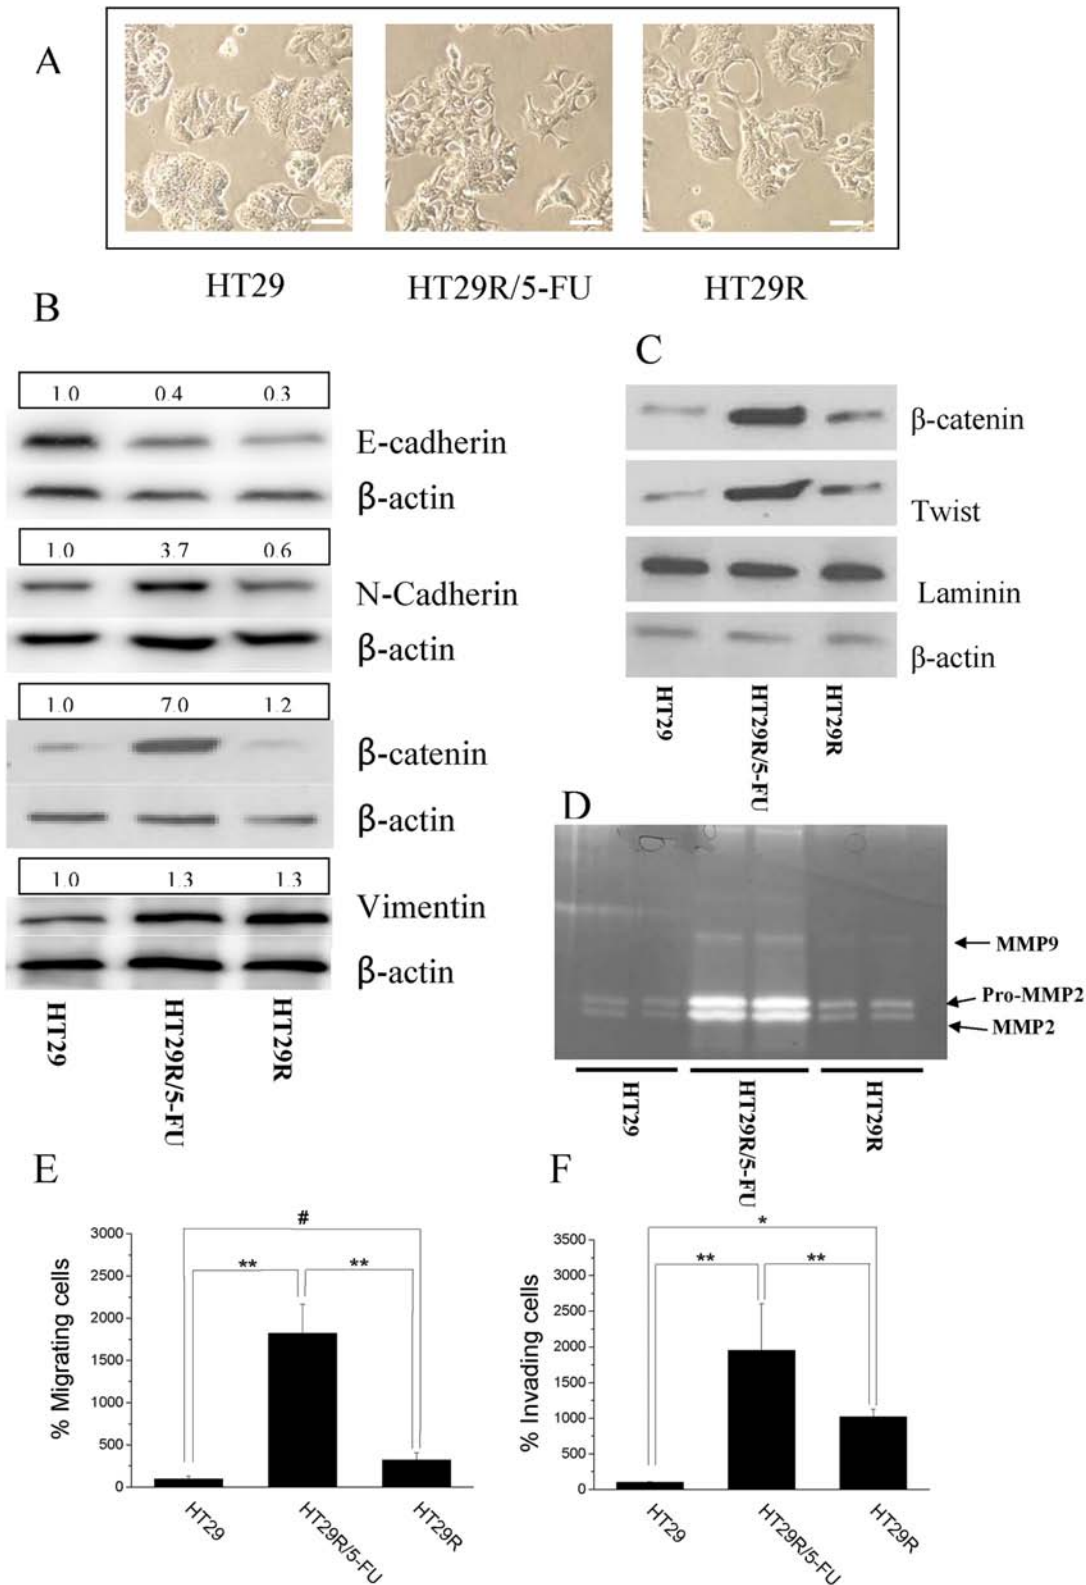 A
HT29 HT29R/5-FU HT29R
B
1.0 0.4 0.3
E-cadherin
β-actin
1.0 3.7 0.6
N-Cadherin
β-actin
1.0 7.0 1.2
β-catenin
β-actin
1.0 1.3 1.3
Vimentin
β-actin
HT29 HT29R/5-FU HT29R
C
β-catenin
Twist
Laminin
β-actin
HT29 HT29R/5-FU HT29R
D
MMP9
Pro-MMP2
MMP2
HT29 HT29R/5-FU HT29R
E
% Migrating cells
3000
2500
2000
1500
1000
500
0
#
** **
HT29 HT29R/5-FU HT29R
F
% Invading cells
3500
3000
2500
2000
1500
1000
500
0
*
** **
HT29 HT29R/5-FU HT29R